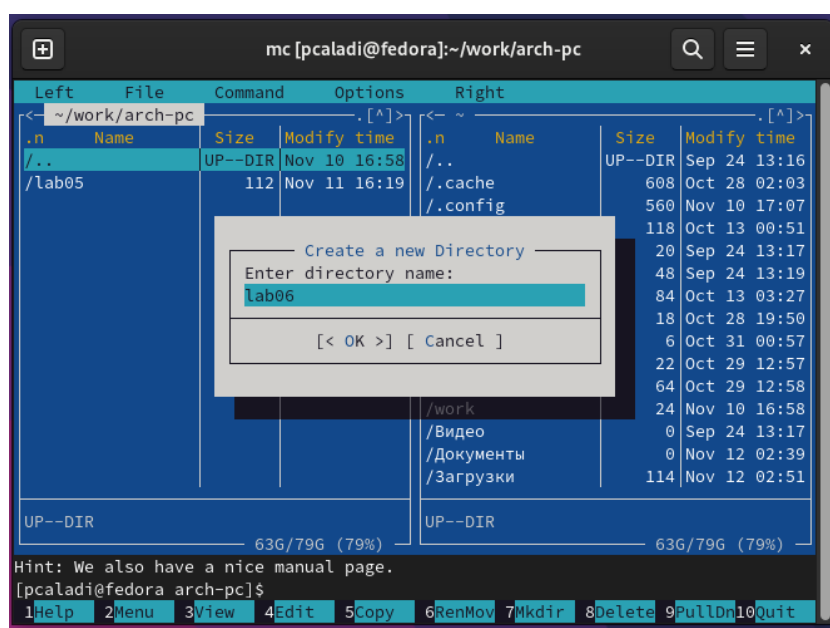 mc [pcaladi@fedora]:~/work/arch-pc
Left File Command Options Right
<- ~/work/arch-pc .[^]>
.n Name Size Modify time
/.. UP--DIR Nov 10 16:58
/lab05 112 Nov 11 16:19
<- ~ .[^]>
.n Name Size Modify time
/.. UP--DIR Sep 24 13:16
/.cache 608 Oct 28 02:03
/.config 560 Nov 10 17:07
118 Oct 13 00:51
20 Sep 24 13:17
48 Sep 24 13:19
84 Oct 13 03:27
18 Oct 28 19:50
6 Oct 31 00:57
22 Oct 29 12:57
64 Oct 29 12:58
/work 24 Nov 10 16:58
/Видео 0 Sep 24 13:17
/Документы 0 Nov 12 02:39
/Загрузки 114 Nov 12 02:51
Create a new Directory
Enter directory name:
lab06
[< OK >] [ Cancel ]
UP--DIR
63G/79G (79%)
UP--DIR
63G/79G (79%)
Hint: We also have a nice manual page.
[pcaladi@fedora arch-pc]$
1Help 2Menu 3View 4Edit 5Copy 6RenMov 7Mkdir 8Delete 9PullDn 10Quit